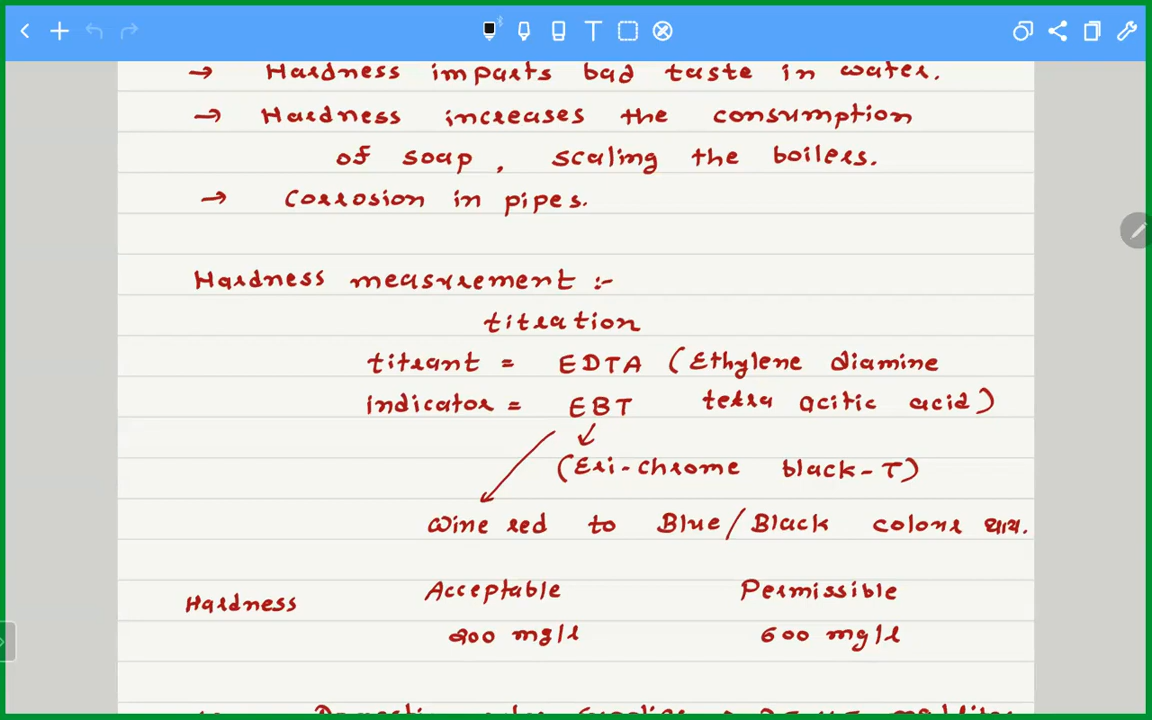 → Hardness imparts bad taste in water.
→ Hardness increases the consumption
of soap, scaling the boilers.
→ Corrosion in pipes.
Hardness measurement :-
titration
titrant = EDTA (Ethylene diamine
indicator = EBT tetra acitic acid)
(Eri-chrome black-T)
Wine red to Blue/Black colone થાય.
Hardness Acceptable Permissible
200 mg/l 600 mg/l